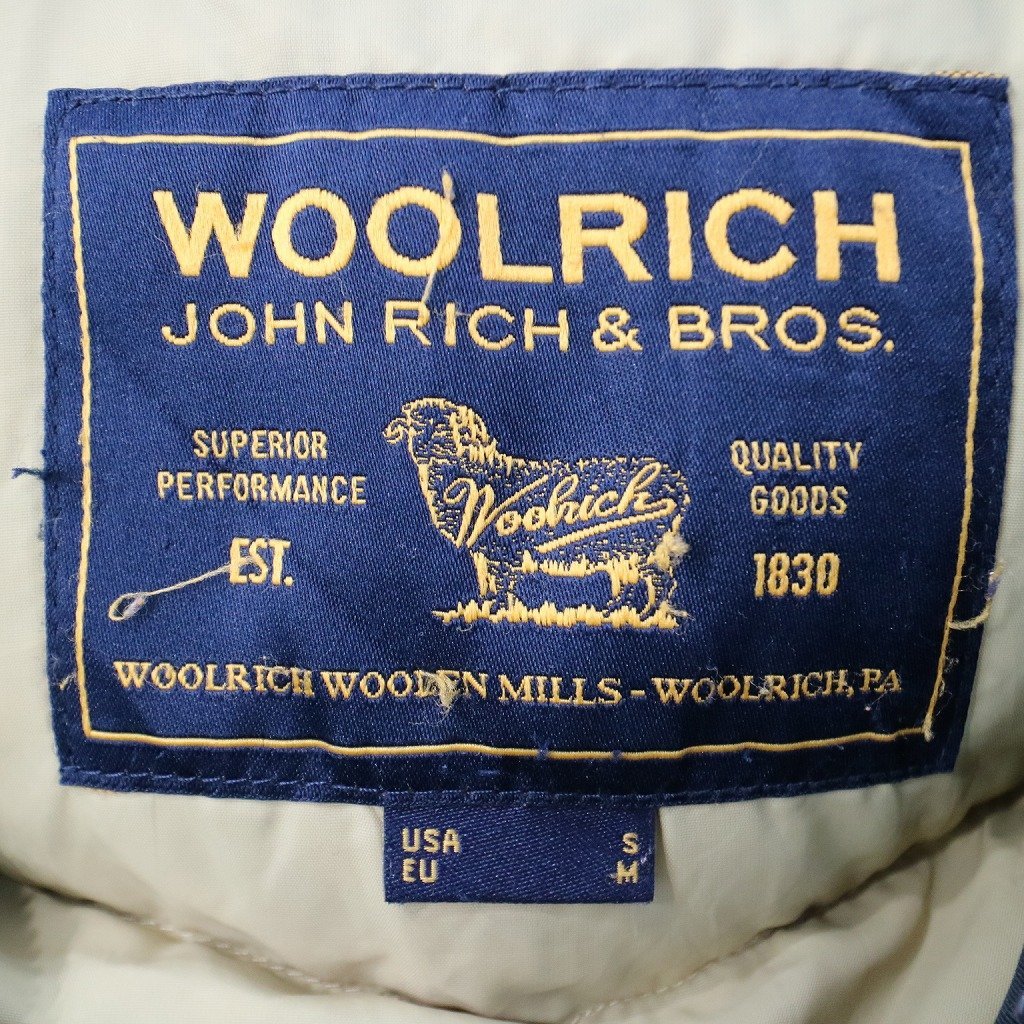 WOOLRICH
JOHN RICH & BROS.
SUPERIOR
PERFORMANCE
EST.
Woolrich
QUALITY
GOODS
1830
WOOLRICH WOOLEN MILLS - WOOLRICH, PA
USA S
EU M